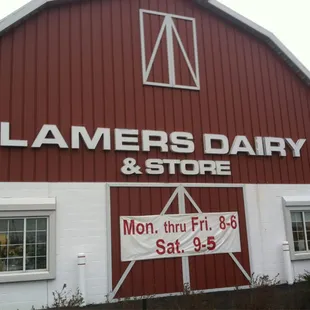 LAMERS DAIRY
& STORE
Mon. thru Fri. 8-6
Sat. 9-5